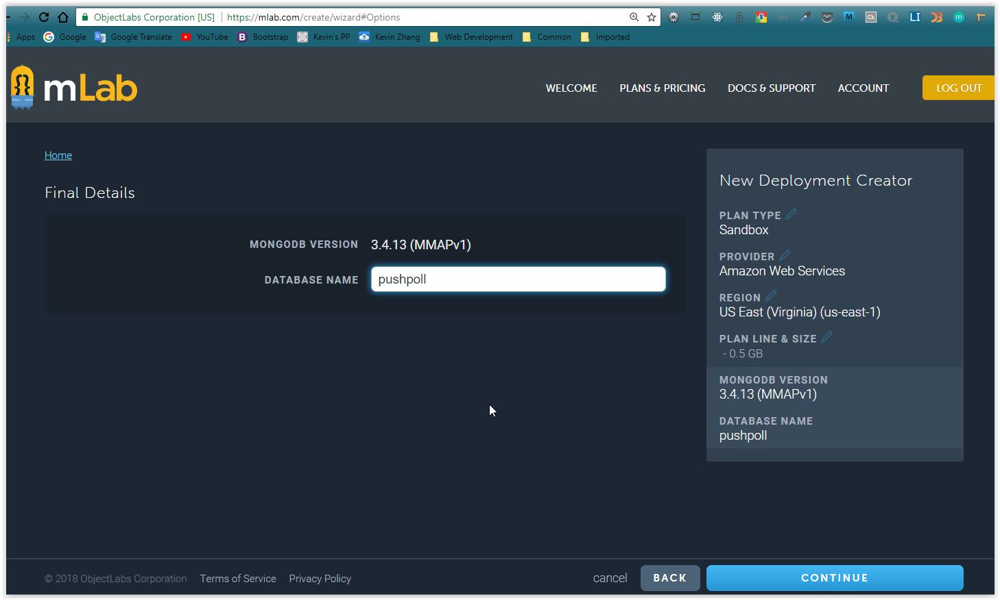 ObjectLabs Corporation [US] https://mlab.com/create/wizard#Options
Apps Google Google Translate YouTube Bootstrap Kevin's PP Kevin Zhang Web Development Common Imported
mLab
WELCOME PLANS & PRICING DOCS & SUPPORT ACCOUNT LOG OUT
Home
Final Details
MONGODB VERSION 3.4.13 (MMAPv1)
DATABASE NAME pushpoll
New Deployment Creator
PLAN TYPE
Sandbox
PROVIDER
Amazon Web Services
REGION
US East (Virginia) (us-east-1)
PLAN LINE & SIZE
- 0.5 GB
MONGODB VERSION
3.4.13 (MMAPv1)
DATABASE NAME
pushpoll
© 2018 ObjectLabs Corporation Terms of Service Privacy Policy cancel BACK CONTINUE